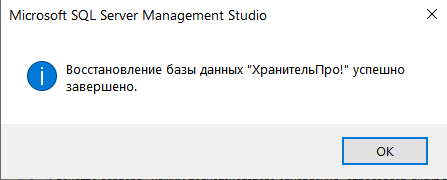 Microsoft SQL Server Management Studio
Восстановление базы данных "ХранительПро!" успешно
завершено.
OK